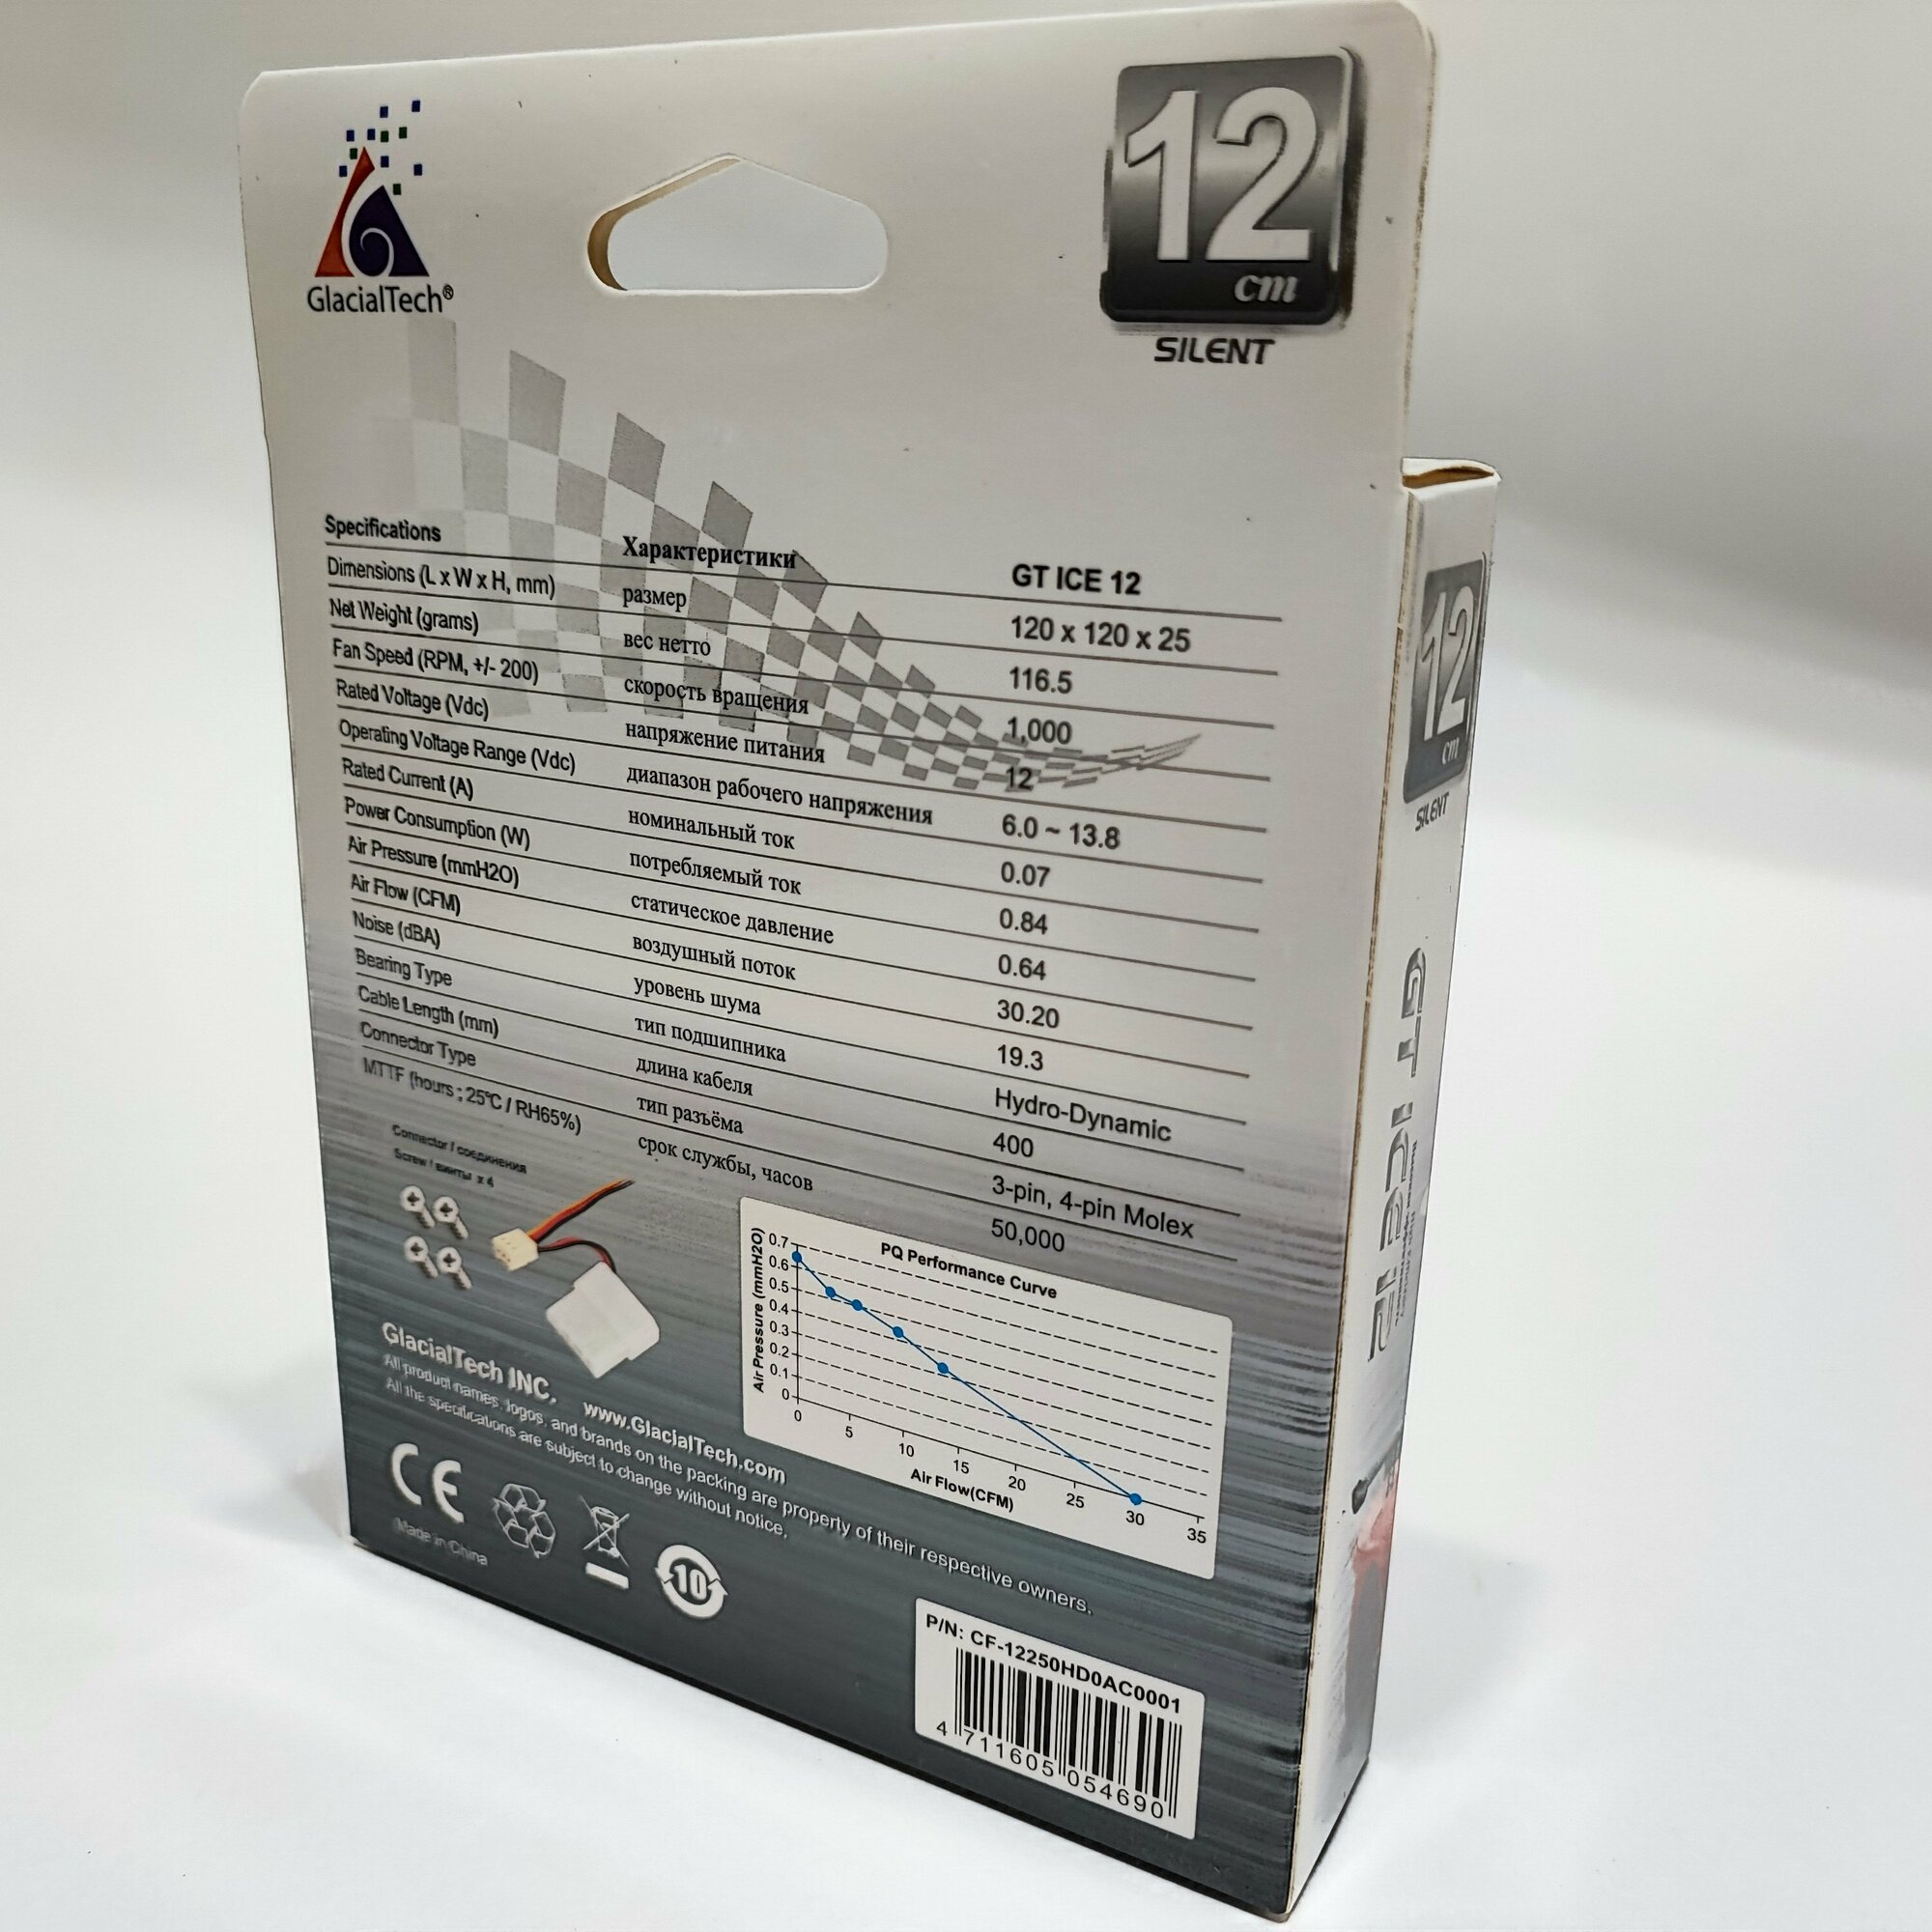 GlacialTech®
12
cm
SILENT
Specifications Характеристики GT ICE 12
Dimensions (L x W x H, mm) размер 120 x 120 x 25
Net Weight (grams) вес нетто 116.5
Fan Speed (RPM, +/- 200) скорость вращения 1,000
Rated Voltage (Vdc) напряжение питания 12
Operating Voltage Range (Vdc) диапазон рабочего напряжения 6.0 ~ 13.8
Rated Current (A) номинальный ток 0.07
Power Consumption (W) потребляемый ток 0.84
Air Pressure (mmH2O) статическое давление 0.64
Air Flow (CFM) воздушный поток 30.20
Noise (dBA) уровень шума 19.3
Bearing Type тип подшипника Hydro-Dynamic
Cable Length (mm) длина кабеля 400
Connector Type тип разъёма 3-pin, 4-pin Molex
MTTF (hours ; 25°C / RH65%) срок службы, часов 50,000
Connector / соединения
Screw / винты x 4
PQ Performance Curve
Air Pressure (mmH2O)
0.7
0.6
0.5
0.4
0.3
0.2
0.1
0
0 5 10 15 20 25 30 35
Air Flow(CFM)
GlacialTech INC. www.GlacialTech.com
All product names, logos, and brands on the packing are property of their respective owners.
All the specifications are subject to change without notice.
CE
10
Made in China
P/N: CF-12250HD0AC0001
4 711605 054690
12
cm
SILENT
GT ICE 12